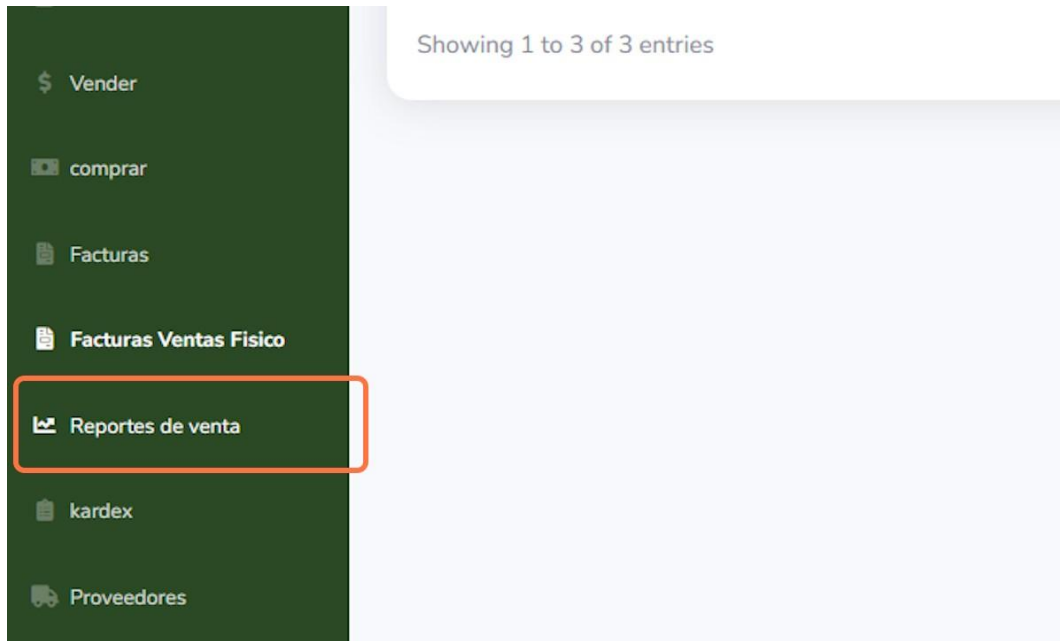 Showing 1 to 3 of 3 entries
$ Vender
comprar
Facturas
Facturas Ventas Fisico
Reportes de venta
kardex
Proveedores